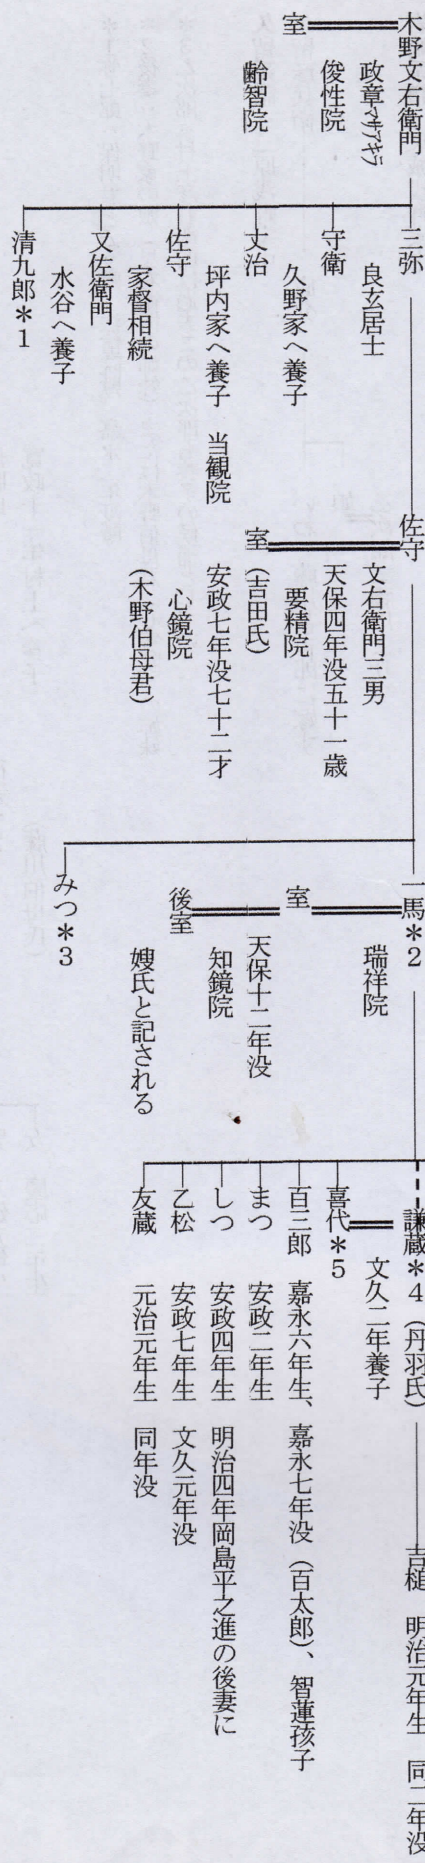 木野文右衛門
政章マサアキラ
俊性院
室
齢智院
三弥
良玄居士
守衛
久野家へ養子
丈治
坪内家へ養子 当観院
佐守
家督相続
又佐衛門
水谷へ養子
清九郎＊1
佐守
文右衛門三男
天保四年没五十一歳
要精院
室（吉田氏）
安政七年没七十二才
心鏡院
（木野伯母君）
一馬＊2
瑞祥院
室
天保十二年没
知鏡院
後室
嫂氏と記される
みつ＊3
謙蔵＊4（丹羽氏）
文久二年養子
喜代＊5
百三郎 嘉永六年生、嘉永七年没（百太郎）、智蓮孩子
まつ 安政二年生
しつ 安政四年生 明治四年岡島平之進の後妻に
乙松 安政七年生 文久元年没
友蔵 元治元年生 同年没
吉槌 明治元年生 同二年没